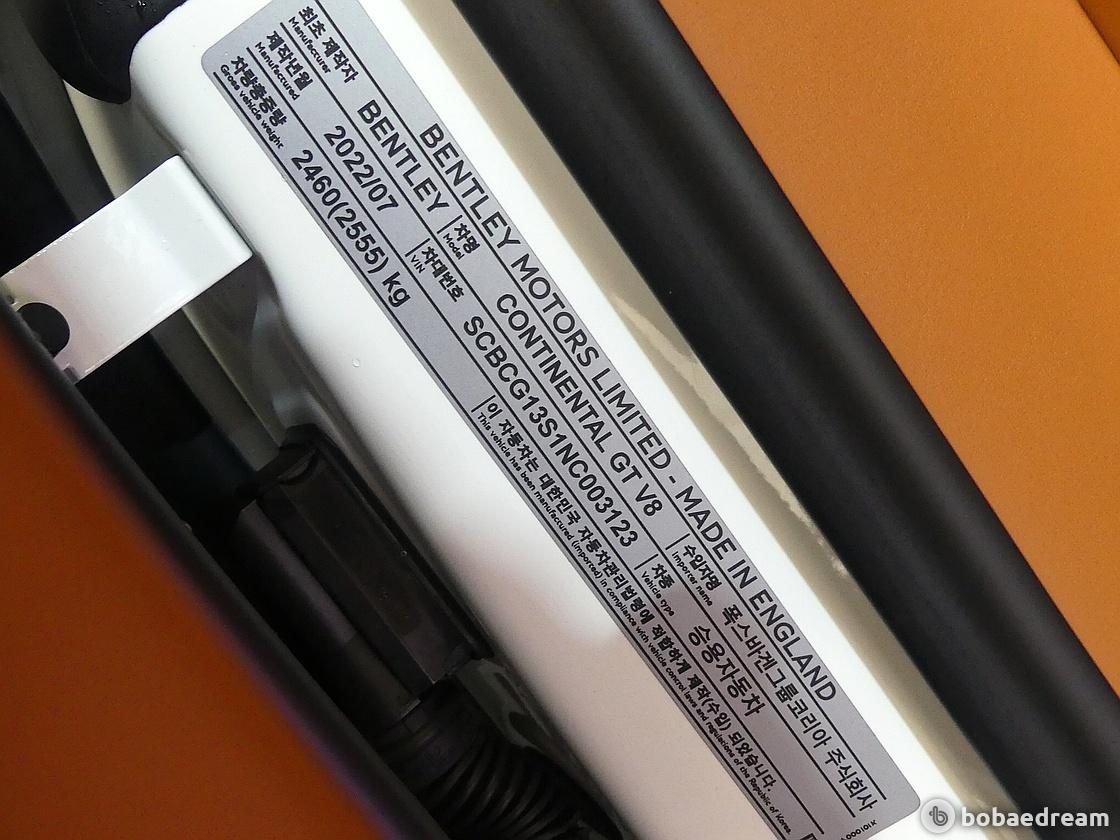 BENTLEY MOTORS LIMITED - MADE IN ENGLAND
최초 제작자 BENTLEY 차명 CONTINENTAL GT V8 수입자명 폭스바겐그룹코리아 주식회사
Manufacturer Model Importer name
제작년월 2022/07 차대번호 SCBCG13S1NC003123 차종 승용자동차
Manufactured VIN Vehicle type
차량총중량 2460(2555) kg 이 자동차는 대한민국 자동차관리법령에 적합하게 제작(수입) 되었습니다.
Gross vehicle weight This vehicle has been manufactured (imported) in compliance with vehicle control laws and regulations of the Republic of Korea.
bobaedream